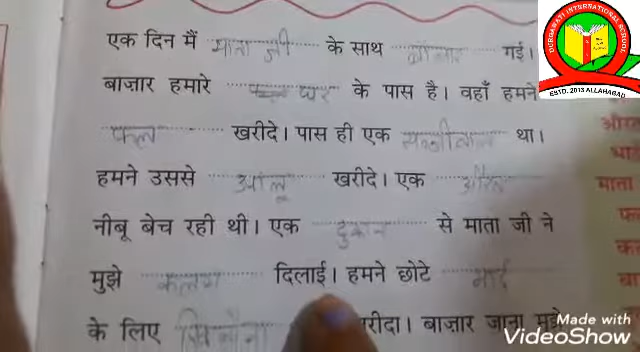 एक दिन मैं माता जी के साथ बाजार गई।
बाज़ार हमारे घर के पास है। वहाँ हमने
फल खरीदे। पास ही एक सब्जीवाला था।
हमने उससे आलू खरीदे। एक औरत
नीबू बेच रही थी। एक दुकान से माता जी ने
मुझे कलम दिलाई। हमने छोटे भाई
के लिए खिलौना खरीदा। बाज़ार जाना मुझे
DURGAWATI INTERNATIONAL SCHOOL
ESTD. 2013 ALLAHABAD
माता
Made with
VideoShow